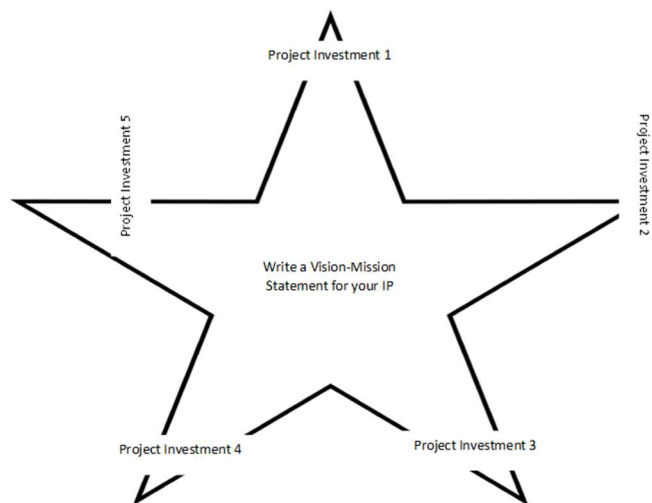 Project Investment 1
Project Investment 5
Project Investment 2
Write a Vision-Mission
Statement for your IP
Project Investment 4
Project Investment 3